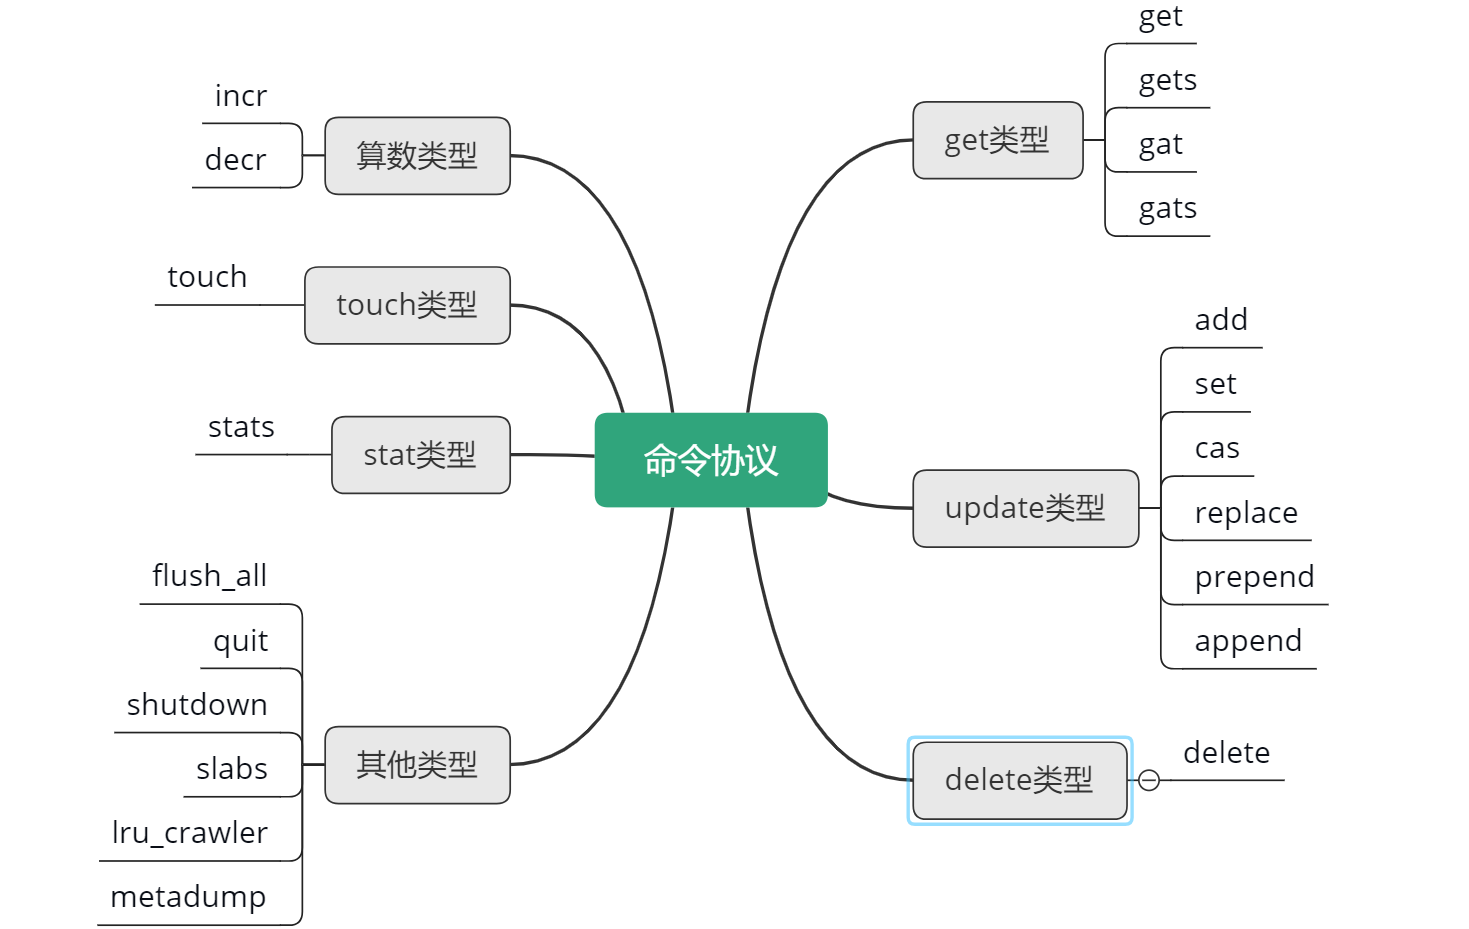 命令协议
get类型
get
gets
gat
gats
update类型
add
set
cas
replace
prepend
append
delete类型
delete
算数类型
incr
decr
touch类型
touch
stat类型
stats
其他类型
flush_all
quit
shutdown
slabs
lru_crawler
metadump